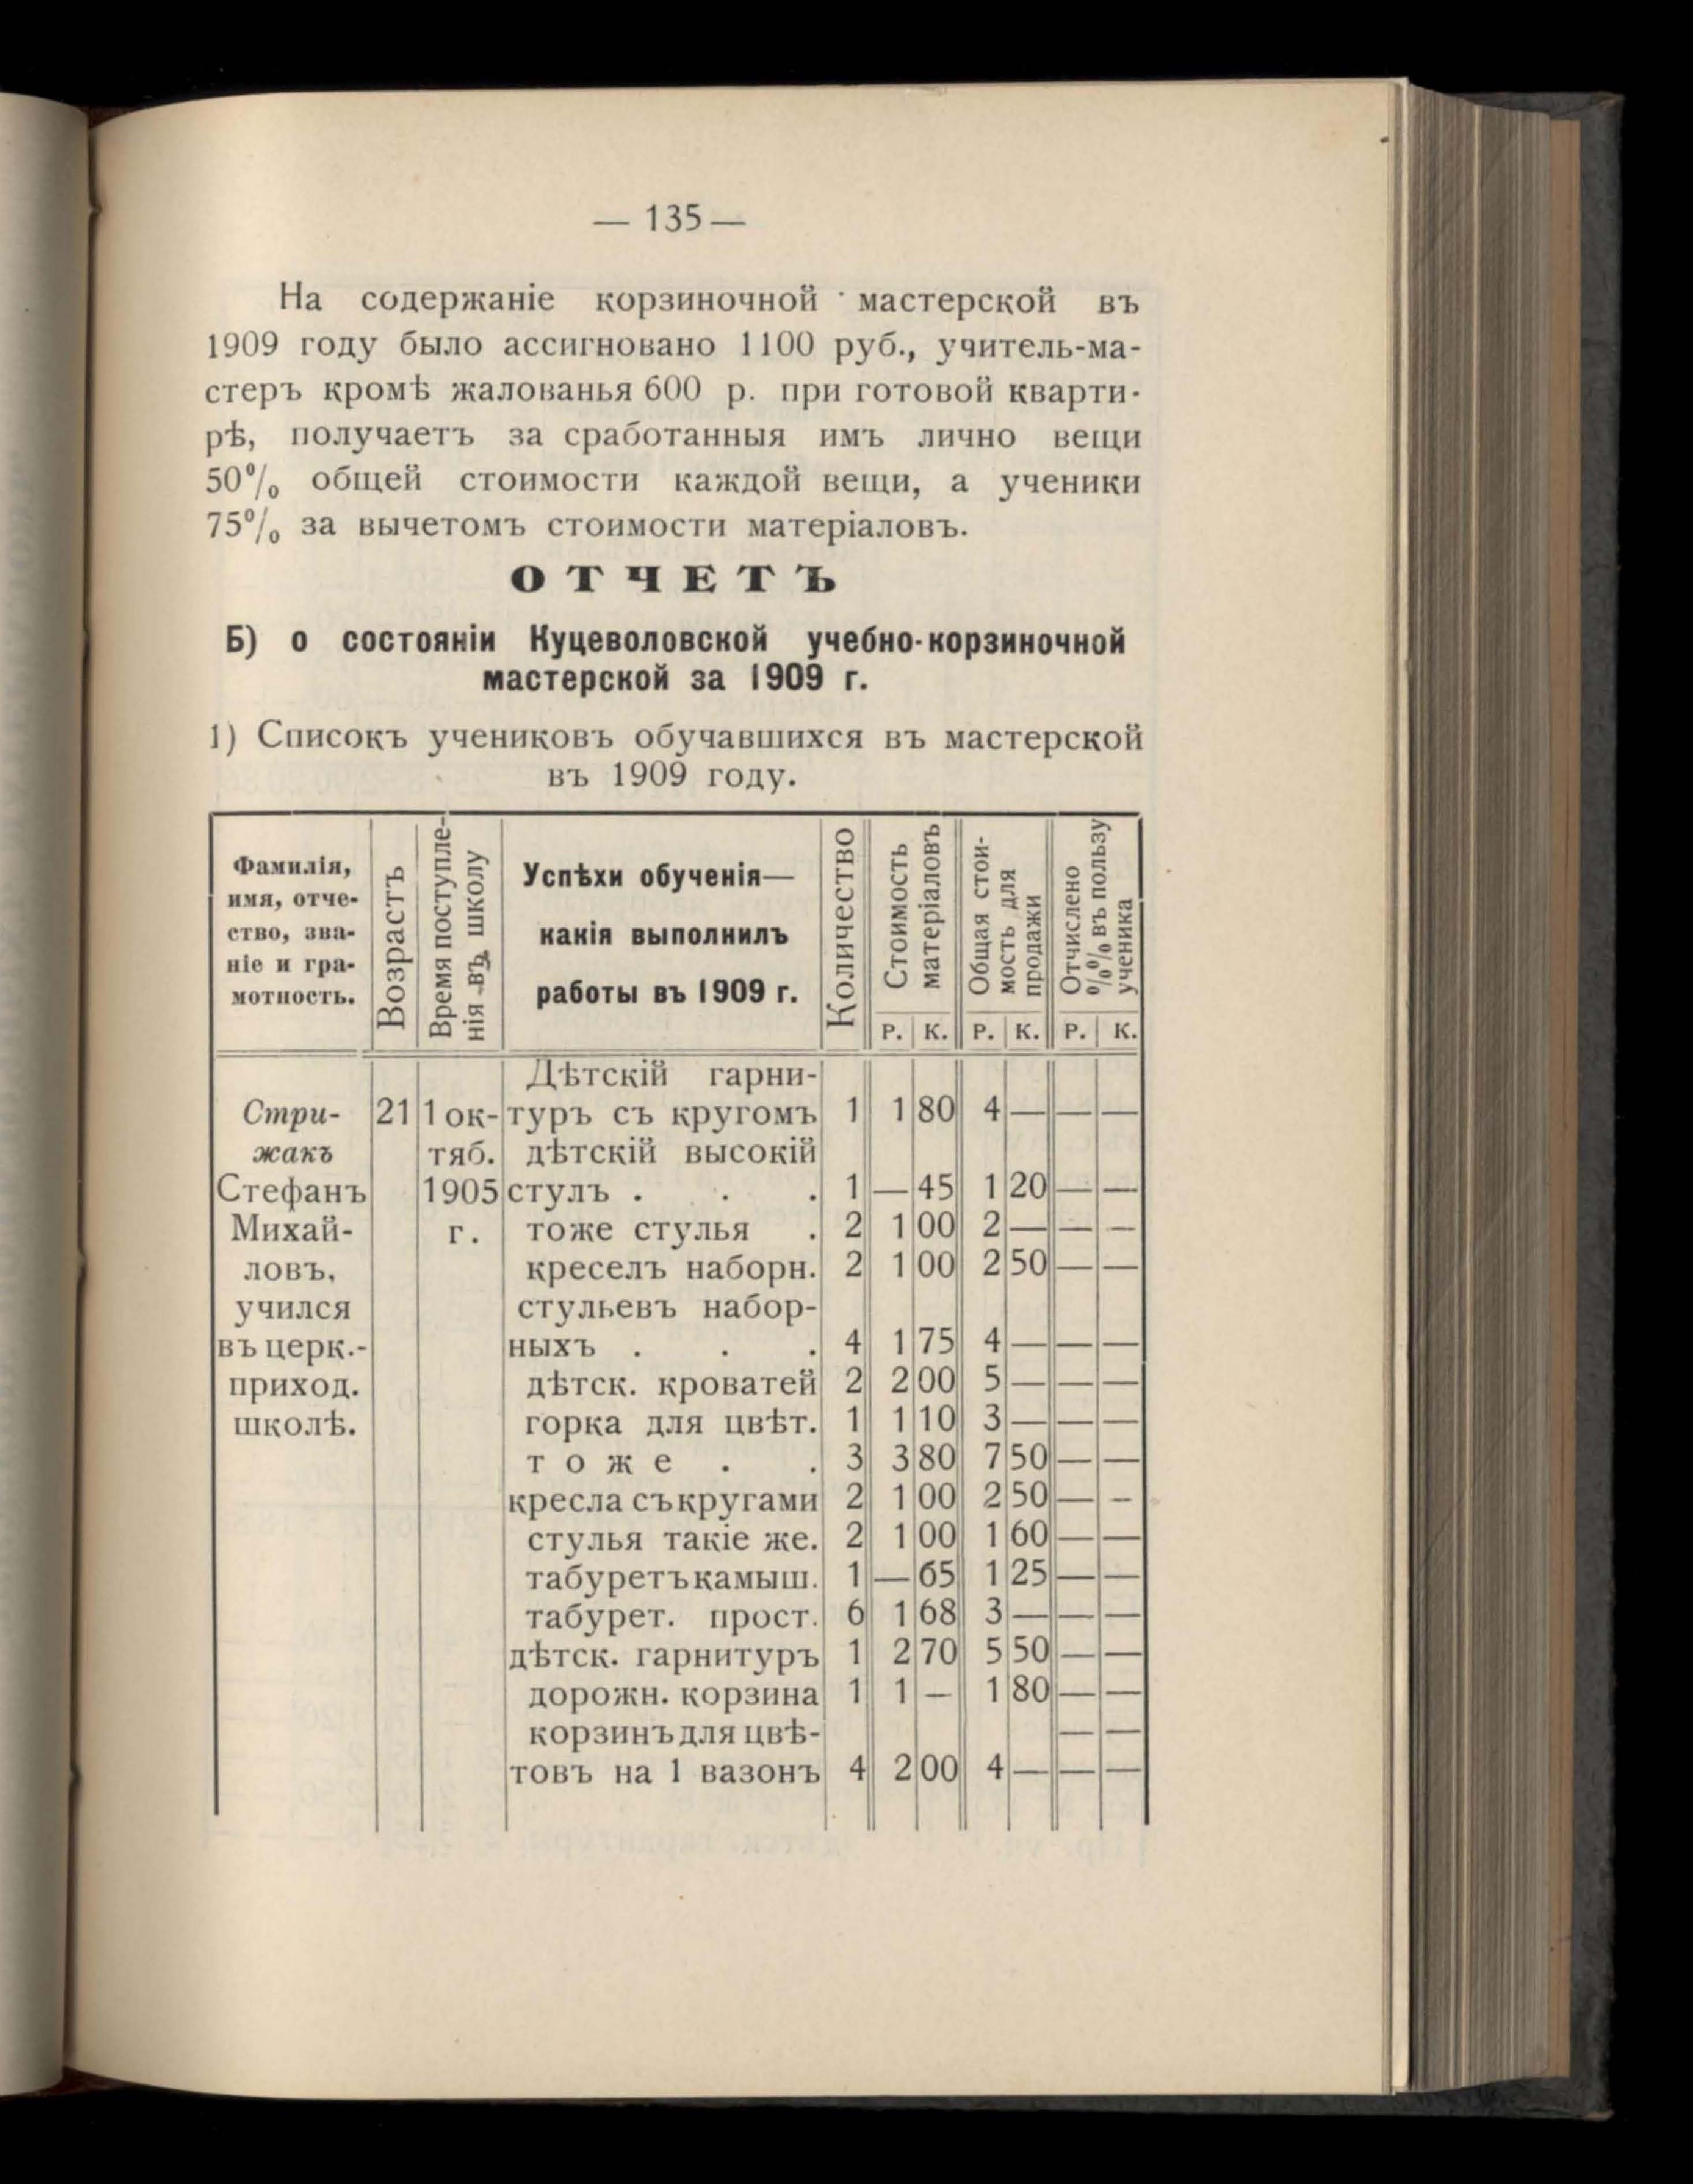 — 135 —
На содержаніе корзиночной мастерской въ
1909 году было ассигновано 1100 руб., учитель-ма-
стеръ кромѣ жалованья 600 р. при готовой кварти-
рѣ, получаетъ за сработанныя имъ лично вещи
50% общей стоимости каждой вещи, а ученики
75% за вычетомъ стоимости матеріаловъ.
ОТЧЕТЪ
Б) о состояніи Куцеволовской учебно-корзиночной
мастерской за 1909 г.
1) Списокъ учениковъ обучавшихся въ мастерской
въ 1909 году.
Фамилія,
имя, отче-
ство, зва-
ніе и гра-
мотность.
Возрастъ
Время поступле-
нія въ школу
Успѣхи обученія—
какія выполнилъ
работы въ 1909 г.
Количество
Стоимость
матеріаловъ
Общая стои-
мость для
продажи
Отчислено
%% въ пользу
ученика
Р. К. Р. К. Р. К.
Дѣтскій гарни-
Стри- 21 1 ок- туръ съ кругомъ 1 1 80 4 — — —
жакъ тяб. дѣтскій высокій
Стефанъ 1905 стулъ . . . 1 — 45 1 20 — —
Михай- г. тоже стулья . 2 1 00 2 — — —
ловъ, креселъ наборн. 2 1 00 2 50 — —
учился стульевъ набор-
въ церк.- ныхъ . . . 4 1 75 4 — — —
приход. дѣтск. кроватей 2 2 00 5 — — —
школѣ. горка для цвѣт. 1 1 10 3 — — —
тоже . . 3 3 80 7 50 — —
кресла съ кругами 2 1 00 2 50 — —
стулья такіе же. 2 1 00 1 60 — —
табуретъ камыш. 1 — 65 1 25 — —
табурет. прост. 6 1 68 3 — — —
дѣтск. гарнитуръ 1 2 70 5 50 — —
дорожн. корзина 1 1 — 1 80 — —
корзинъ для цвѣ- — —
товъ на 1 вазонъ 4 2 00 4 — — —